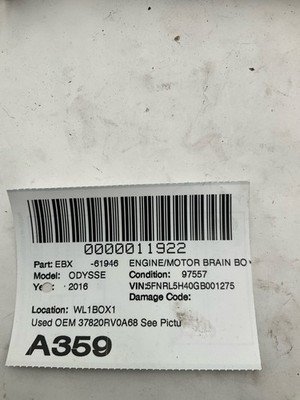 0000011922
Part: EBX -61946 ENGINE/MOTOR BRAIN BO
Model: ODYSSE Condition: 97557
2016 VIN:5FNRL5H40GB001275
Damage Code:
Location: WL1BOX1
Used OEM 37820RV0A68 See Pictu
A359